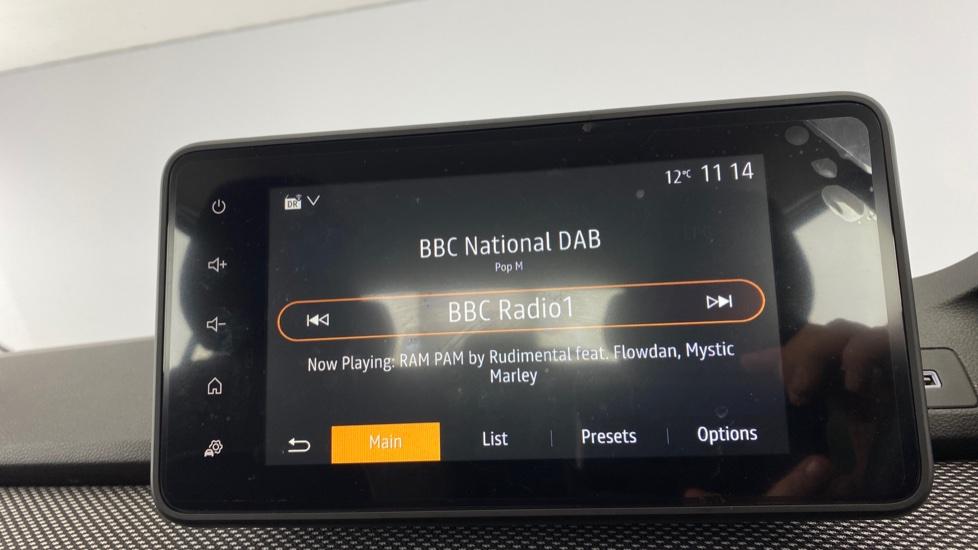 12°C 11 14
DR
BBC National DAB
Pop M
BBC Radio1
Now Playing: RAM PAM by Rudimental feat. Flowdan, Mystic
Marley
Main List Presets Options